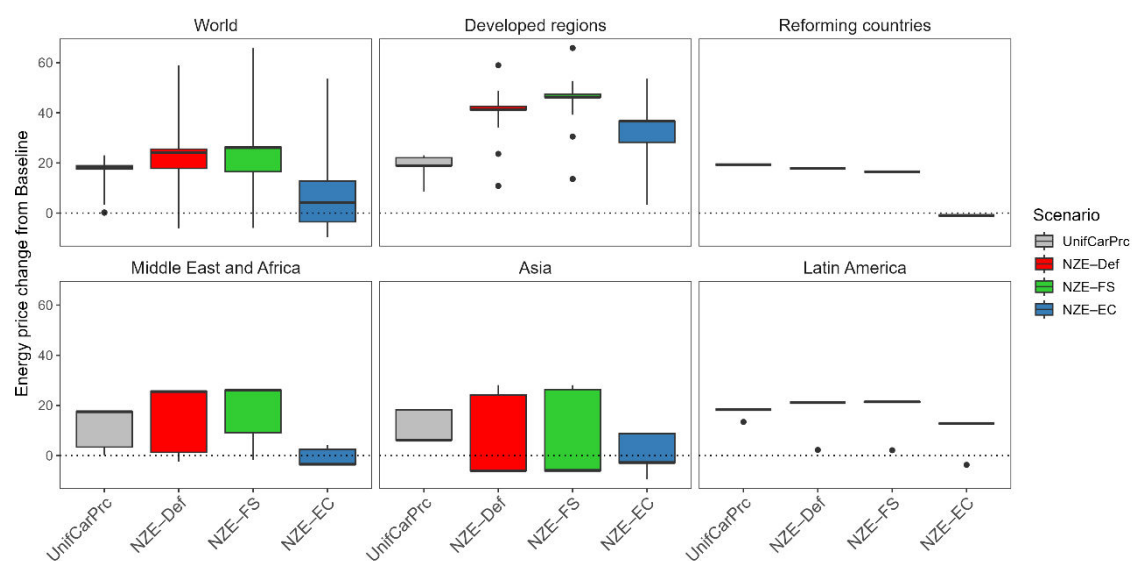 World
Developed regions
Reforming countries
Energy price change from Baseline
60
40
20
0
Middle East and Africa
Asia
Latin America
60
40
20
0
UnifCarPrc
NZE–Def
NZE–FS
NZE–EC
UnifCarPrc
NZE–Def
NZE–FS
NZE–EC
UnifCarPrc
NZE–Def
NZE–FS
NZE–EC
Scenario
UnifCarPrc
NZE–Def
NZE–FS
NZE–EC